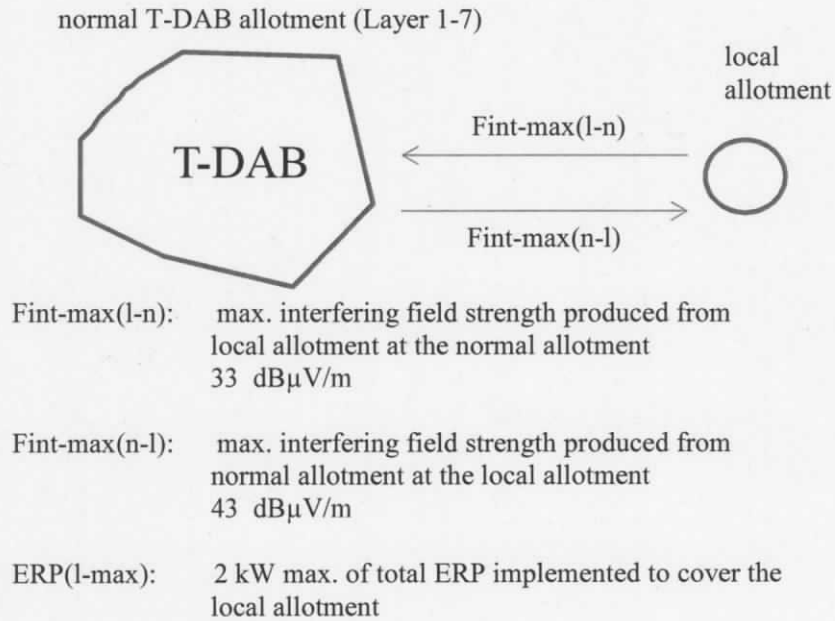 normal T-DAB allotment (Layer 1-7)
local
allotment
Fint-max(l-n)
T-DAB
Fint-max(n-l)
Fint-max(l-n): max. interfering field strength produced from
local allotment at the normal allotment
33 dBµV/m
Fint-max(n-l): max. interfering field strength produced from
normal allotment at the local allotment
43 dBµV/m
ERP(l-max): 2 kW max. of total ERP implemented to cover the
local allotment